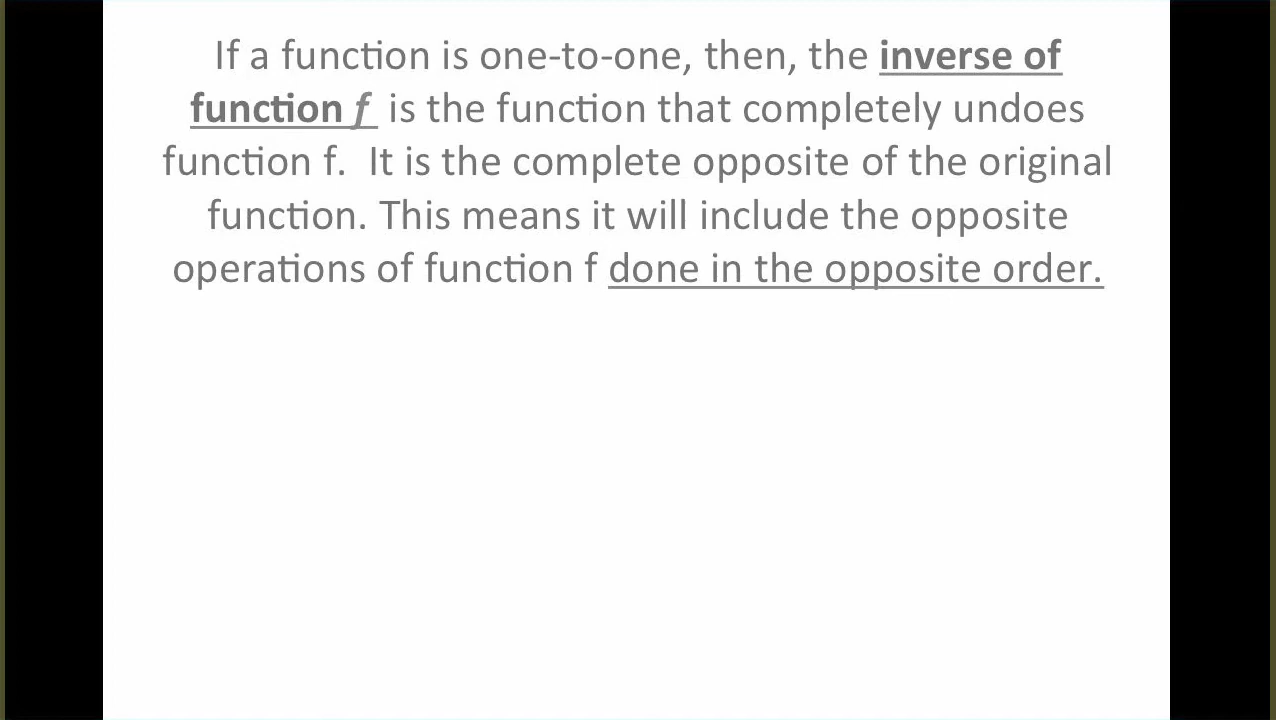 If a function is one-to-one, then, the inverse of
function f is the function that completely undoes
function f.  It is the complete opposite of the original
function. This means it will include the opposite
operations of function f done in the opposite order.